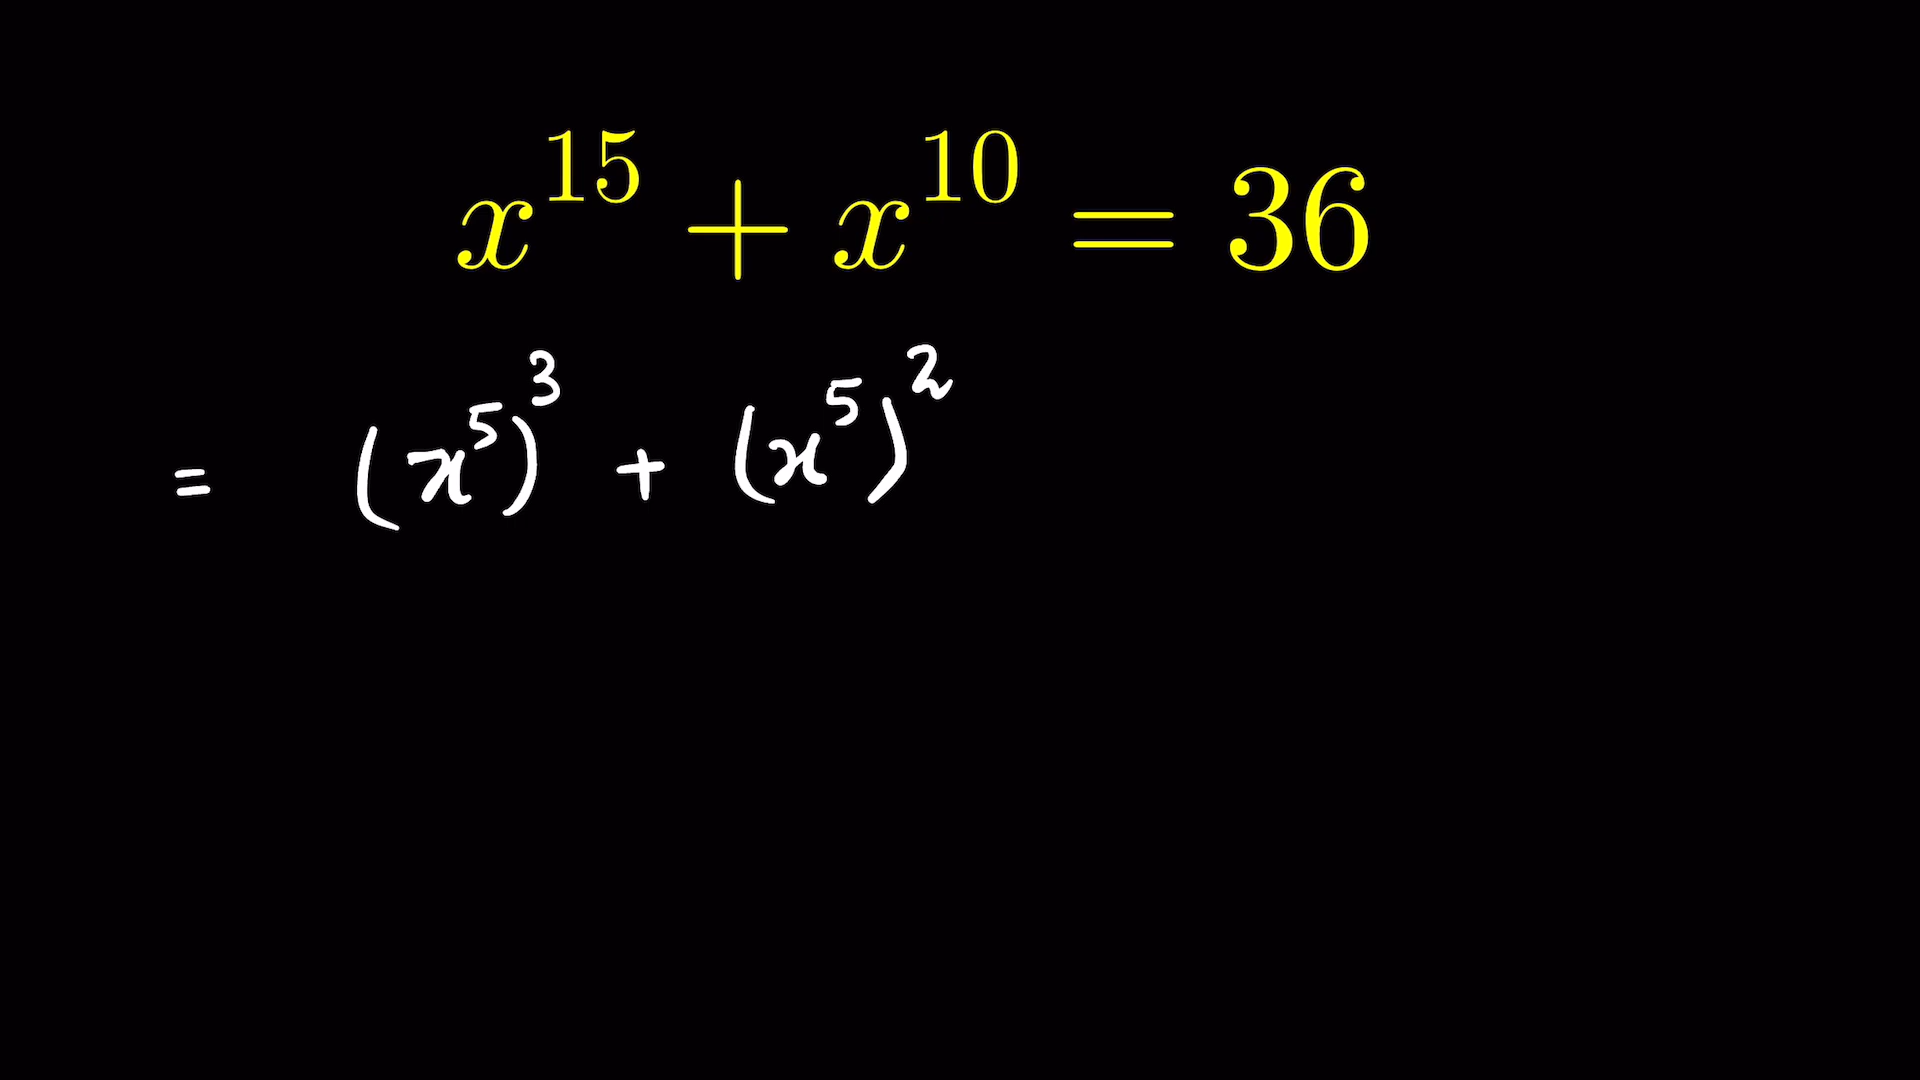 x^{15} + x^{10} = 36
= (x^5)^3 + (x^5)^2